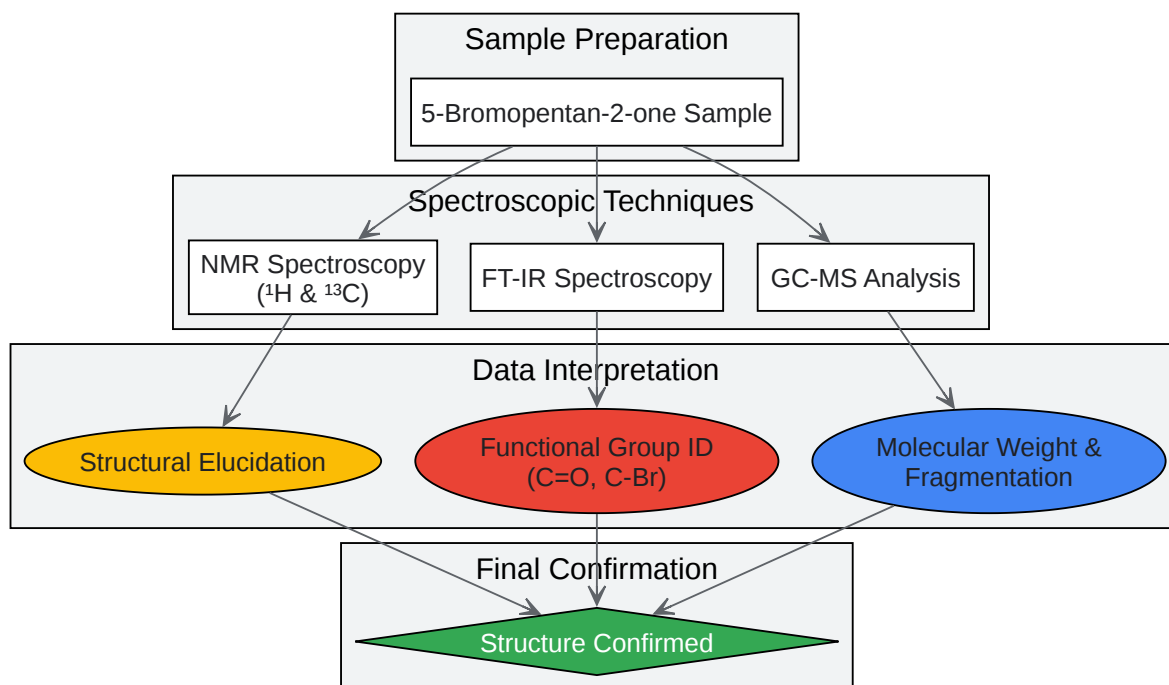 Sample Preparation
5-Bromopentan-2-one Sample
Spectroscopic Techniques
NMR Spectroscopy
(¹H & ¹³C)
FT-IR Spectroscopy
GC-MS Analysis
Data Interpretation
Structural Elucidation
Functional Group ID
(C=O, C-Br)
Molecular Weight &
Fragmentation
Final Confirmation
Structure Confirmed